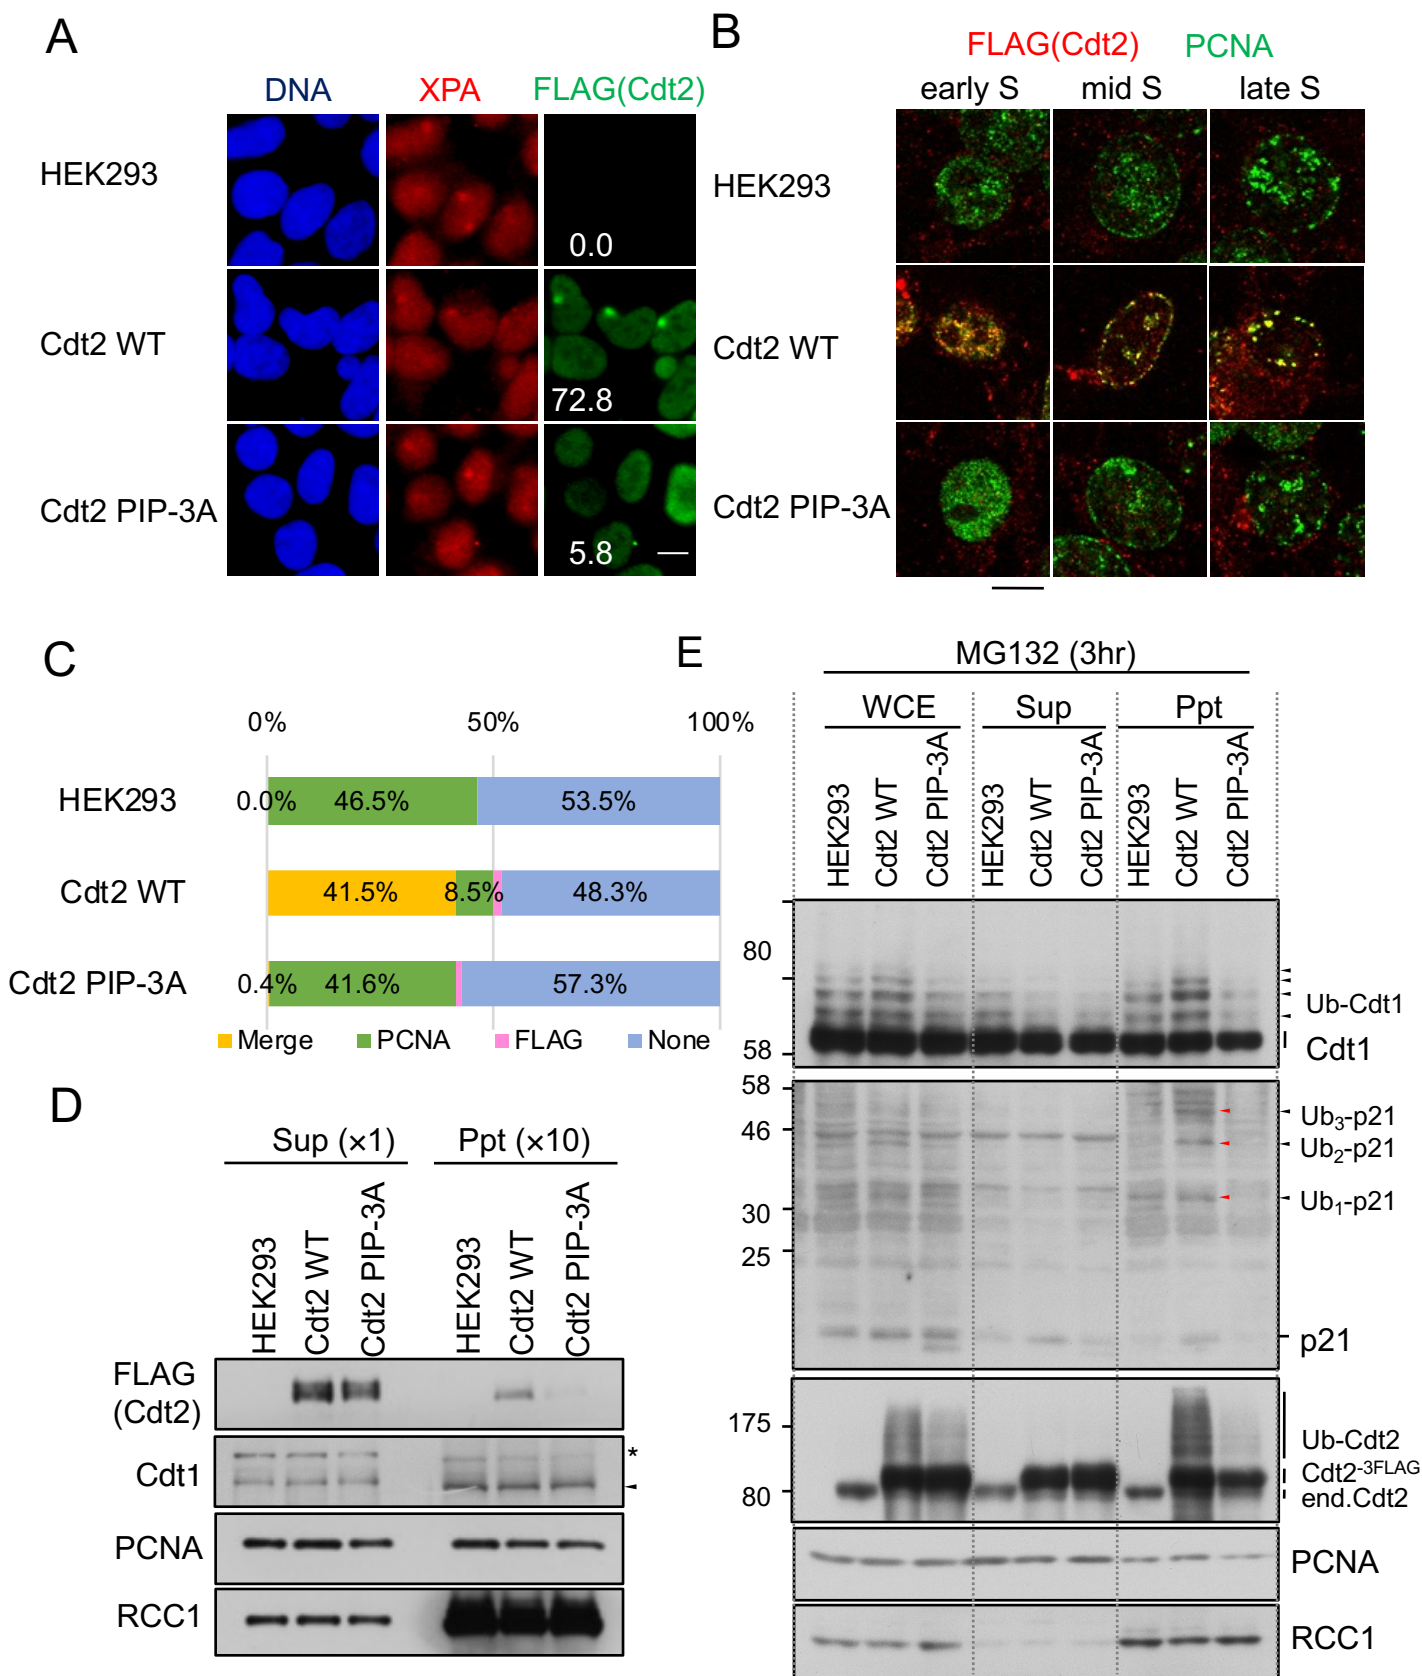 A
DNA XPA FLAG(Cdt2)
HEK293
0.0
Cdt2 WT
72.8
Cdt2 PIP-3A
5.8
B
FLAG(Cdt2) PCNA
early S mid S late S
HEK293
Cdt2 WT
Cdt2 PIP-3A
C
0% 50% 100%
HEK293 0.0% 46.5% 53.5%
Cdt2 WT 41.5% 8.5% 48.3%
Cdt2 PIP-3A 0.4% 41.6% 57.3%
Merge PCNA FLAG None
D
Sup (×1) Ppt (×10)
HEK293 Cdt2 WT Cdt2 PIP-3A HEK293 Cdt2 WT Cdt2 PIP-3A
FLAG
(Cdt2)
Cdt1 *
PCNA
RCC1
E
MG132 (3hr)
WCE Sup Ppt
HEK293 Cdt2 WT Cdt2 PIP-3A HEK293 Cdt2 WT Cdt2 PIP-3A HEK293 Cdt2 WT Cdt2 PIP-3A
80
Ub-Cdt1
58 Cdt1
58
Ub3-p21
46
Ub2-p21
30 Ub1-p21
25
p21
175
Ub-Cdt2
Cdt2-3FLAG
80 end.Cdt2
PCNA
RCC1